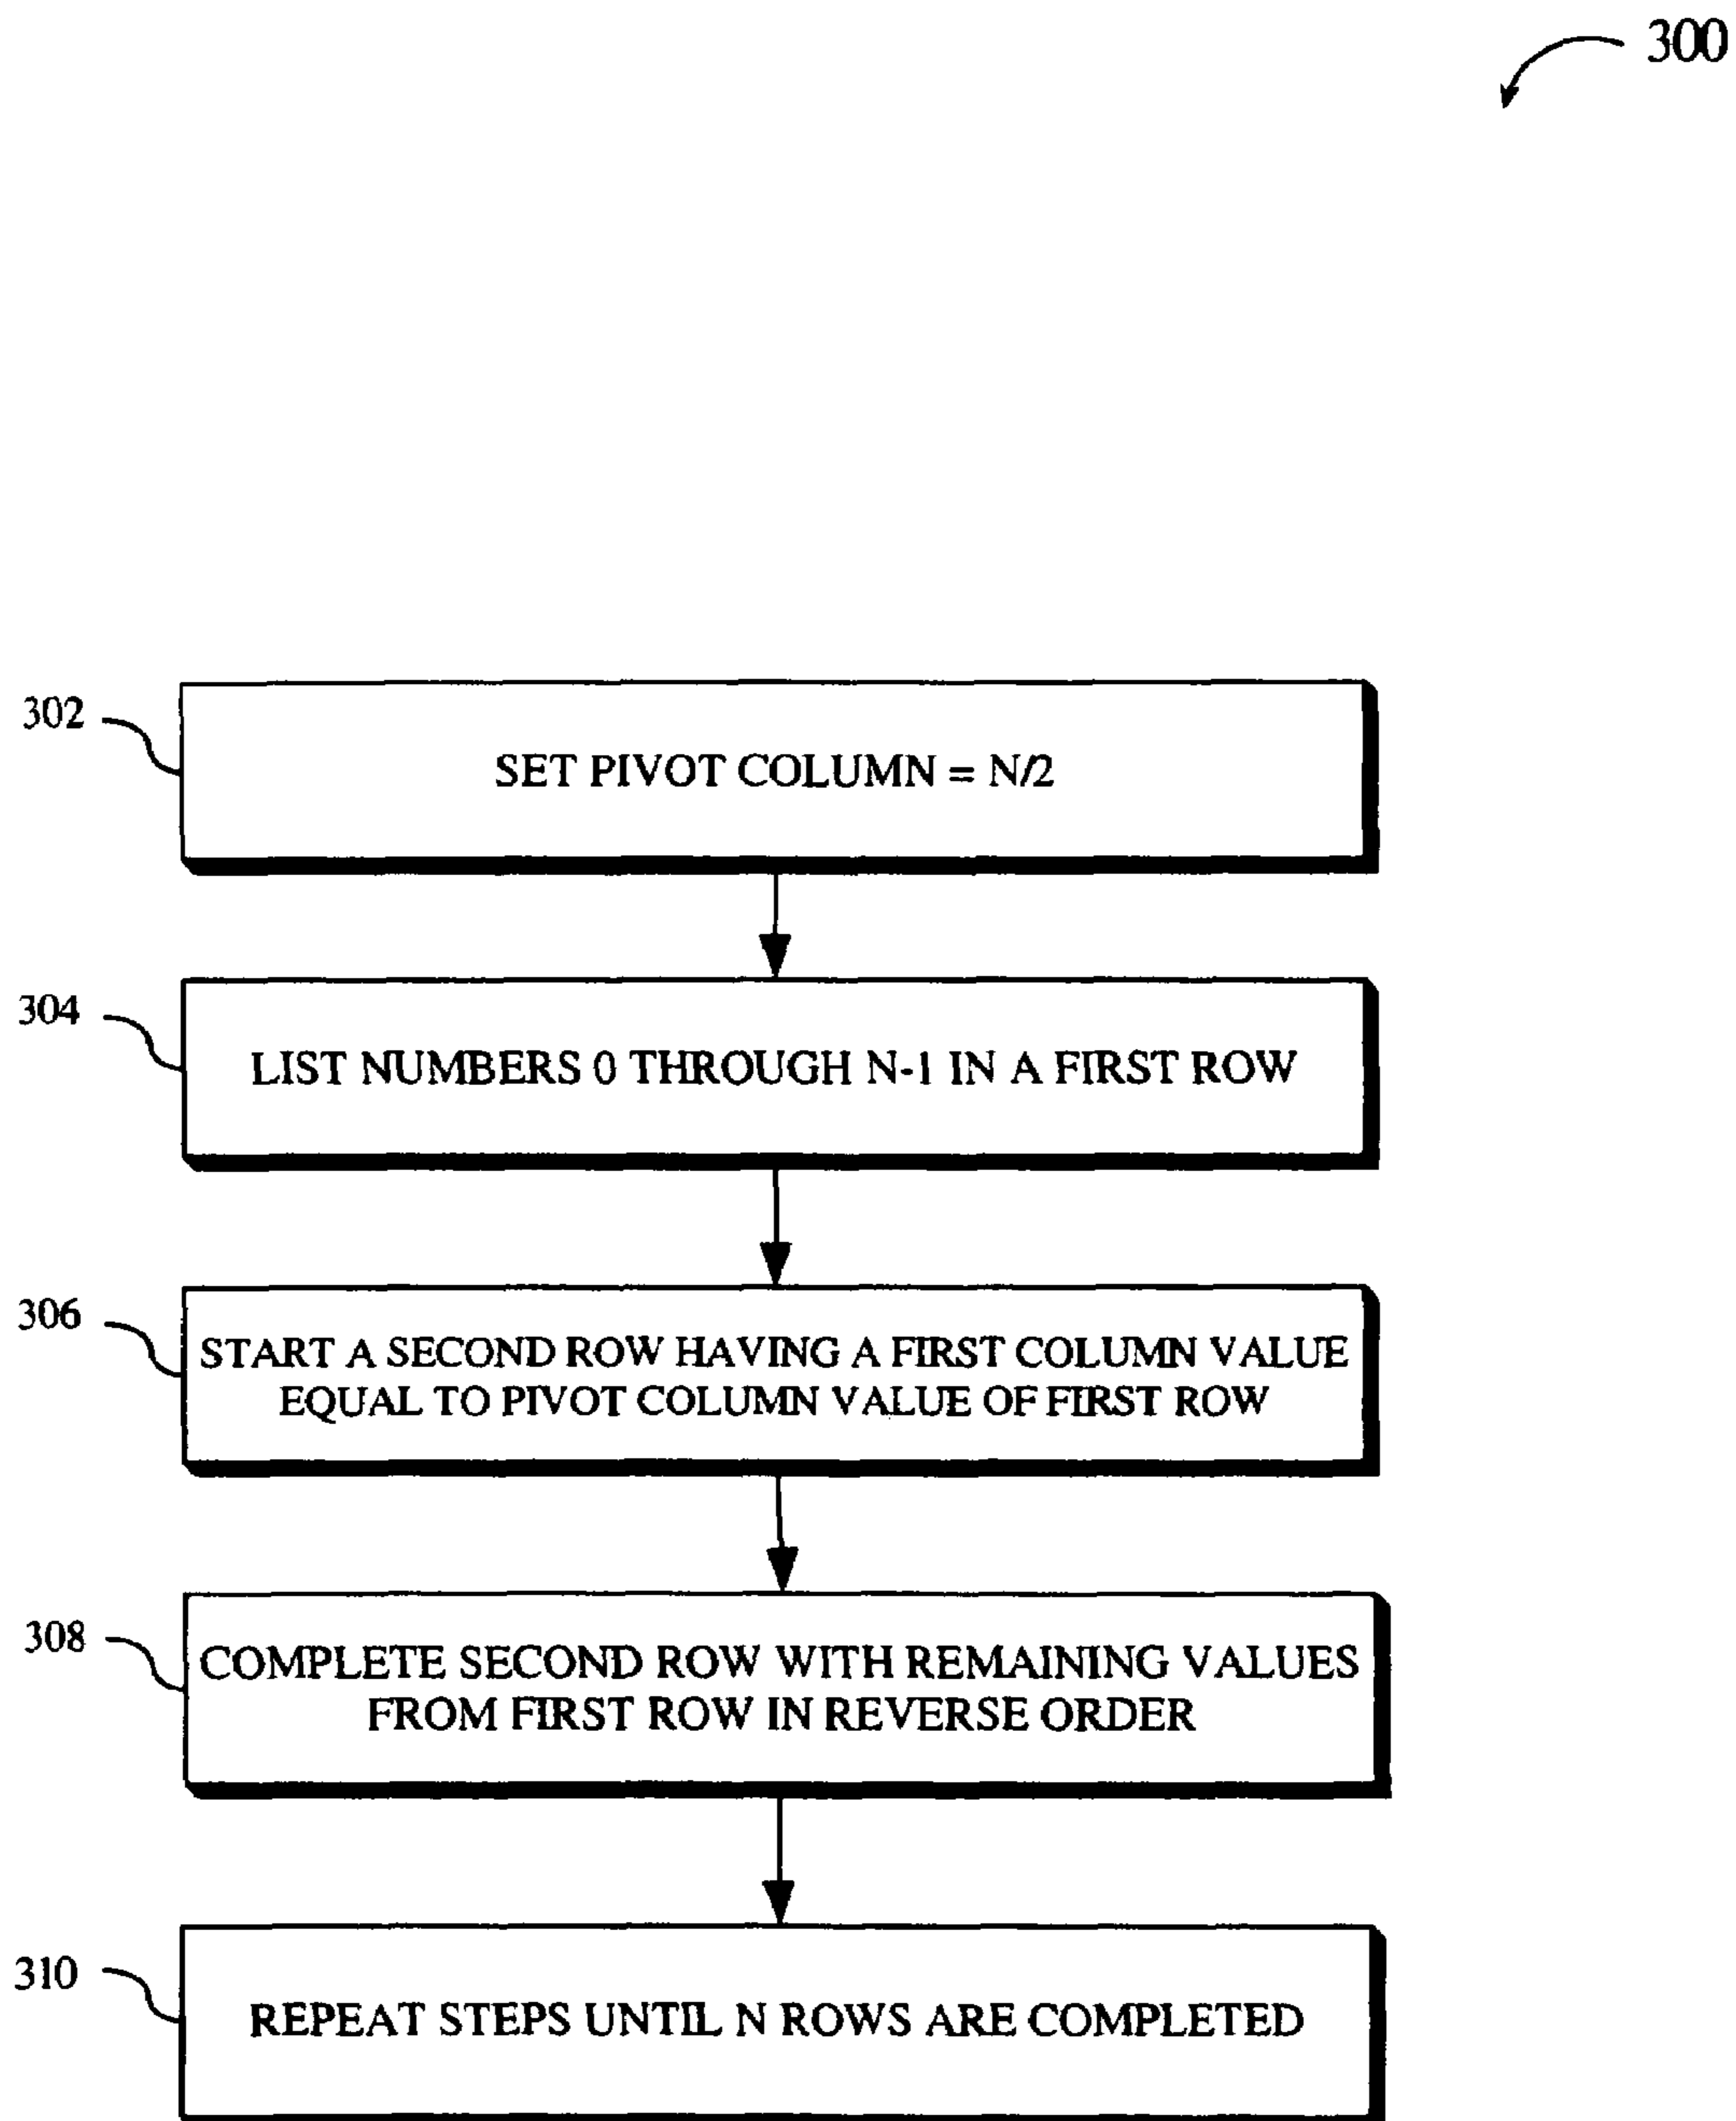 300
302
SET PIVOT COLUMN = N/2
304
LIST NUMBERS 0 THROUGH N-1 IN A FIRST ROW
306
START A SECOND ROW HAVING A FIRST COLUMN VALUE
EQUAL TO PIVOT COLUMN VALUE OF FIRST ROW
308
COMPLETE SECOND ROW WITH REMAINING VALUES
FROM FIRST ROW IN REVERSE ORDER
310
REPEAT STEPS UNTIL N ROWS ARE COMPLETED